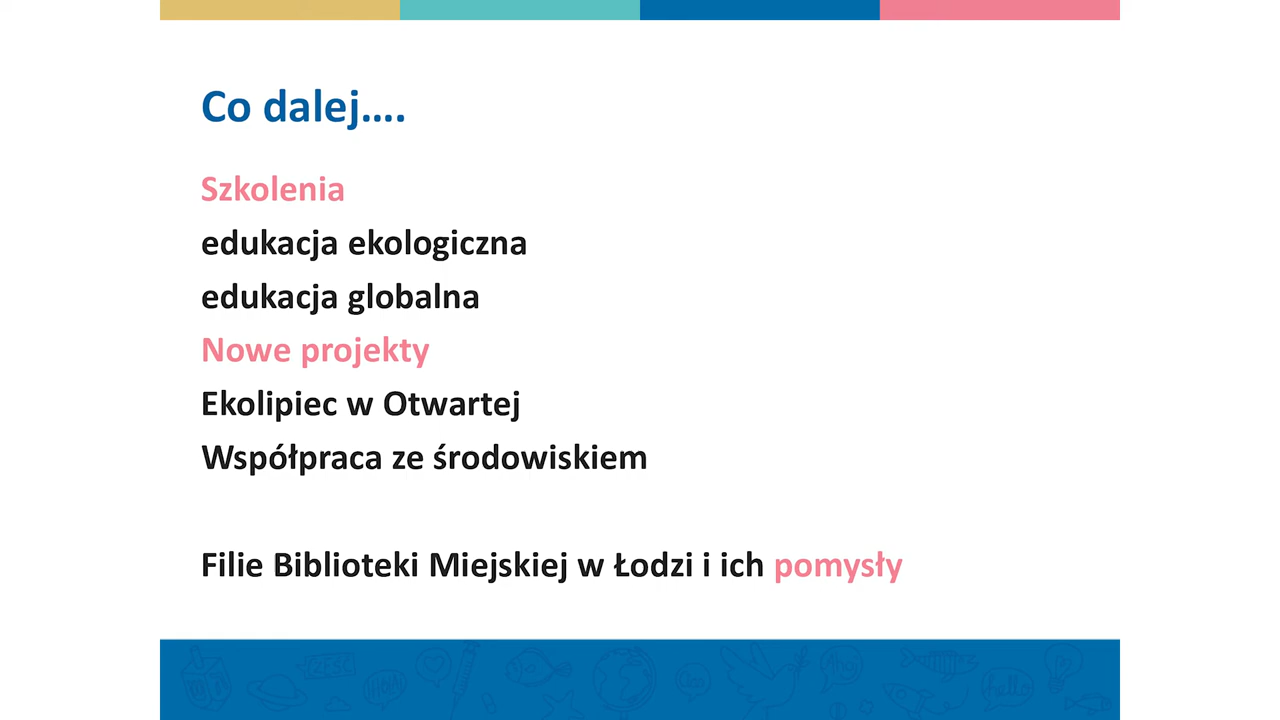 Co dalej....
Szkolenia
edukacja ekologiczna
edukacja globalna
Nowe projekty
Ekolipiec w Otwartej
Współpraca ze środowiskiem
Filie Biblioteki Miejskiej w Łodzi i ich pomysły
hello